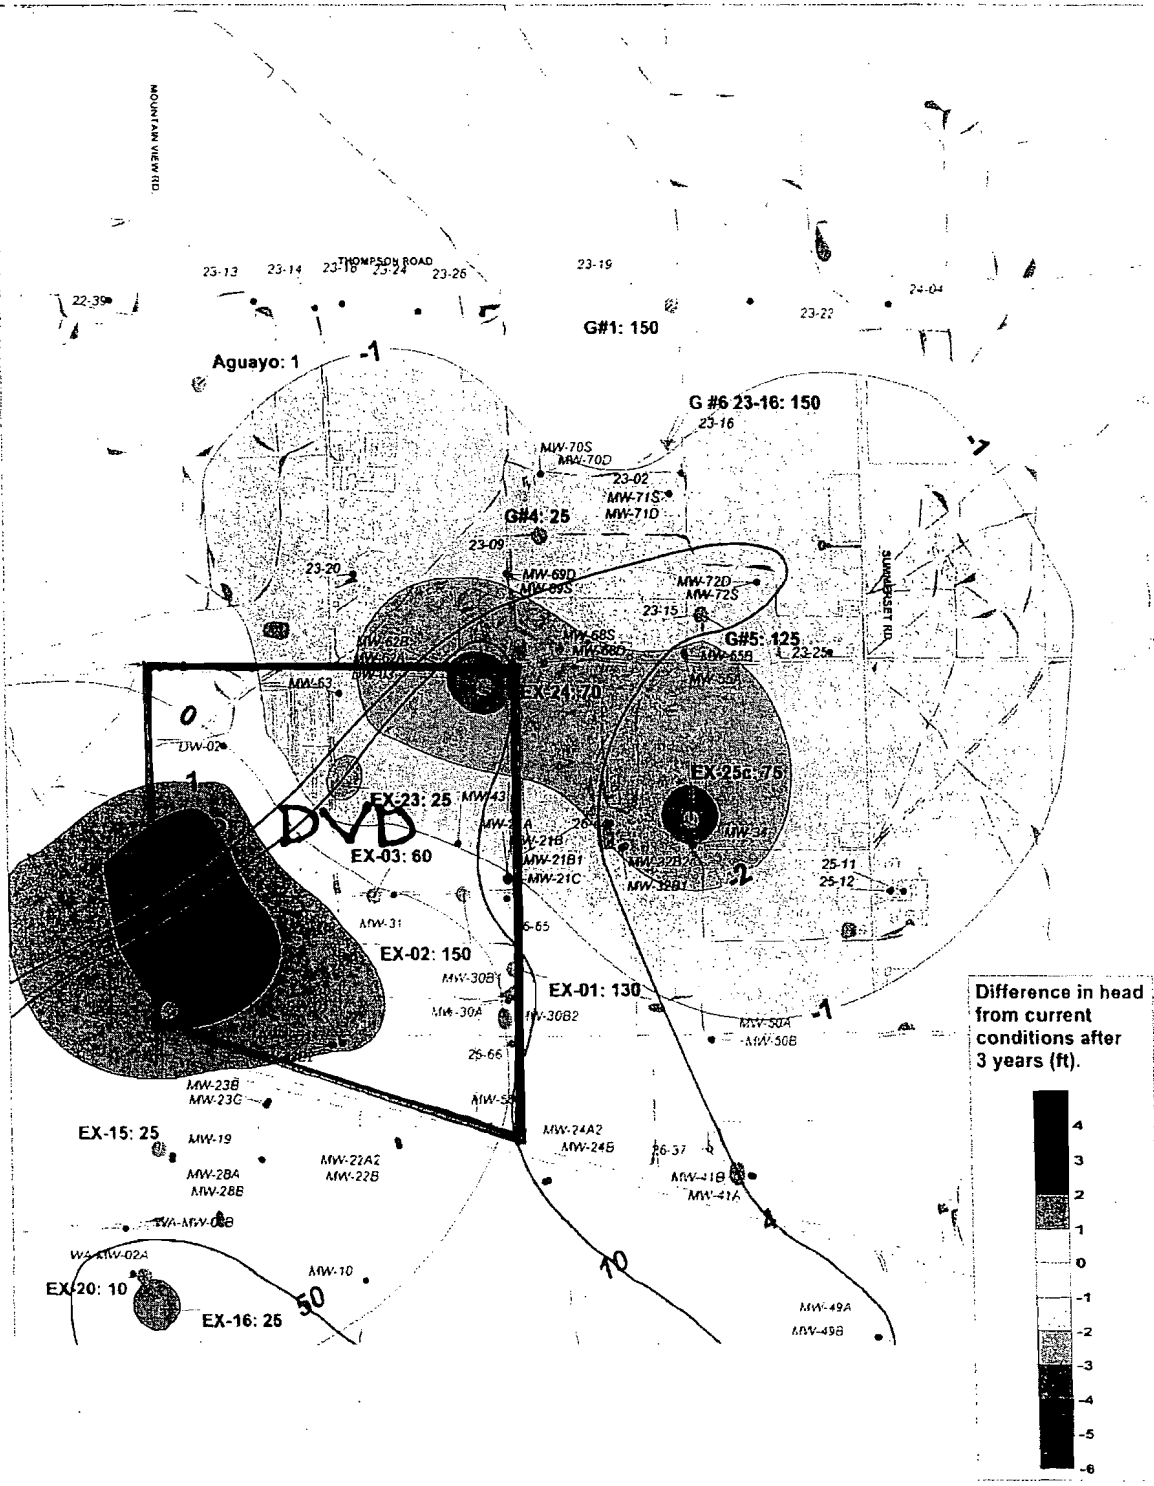 MOUNTAIN VIEW RD.
THOMPSON ROAD
23-13
23-14
23-24
23-26
23-19
22-39
24-04
23-22
G#1: 150
Aguayo: 1
-1
G #6 23-16: 150
23-16
-1
MW-70S
MW-70D
23-02
MW-71S
MW-71D
G#4: 25
23-09
23-20
MW-69D
MW-69S
MW-72D
MW-72S
SUMMERSET RD.
23-15
G#5: 125
MW-62B
MW-68S
MW-68D
MW-65B
23-25
MW-63
EX-24: 70
0
DW-02
1
EX-25c: 75
EX-23: 25
MW-43
DVD
MW-21B
MW-34
EX-03: 60
MW-21B1
MW-32B2
MW-21C
MW-32B1
-2
25-11
25-12
MW-31
EX-02: 150
MW-30B1
EX-01: 130
MW-30A
MW-30B2
-1
MW-50A
MW-50B
26-66
Difference in head
from current
conditions after
3 years (ft).
MW-23B
MW-23C
EX-15: 25
MW-19
MW-22A2
MW-22B
MW-24A2
MW-24B
26-37
MW-28A
MW-28B
MW-41B
MW-41A
4
WA-MW-02A
EX-20: 10
MW-10
50
10
EX-16: 25
MW-49A
MW-49B
4
3
2
1
0
-1
-2
-3
-4
-5
-6